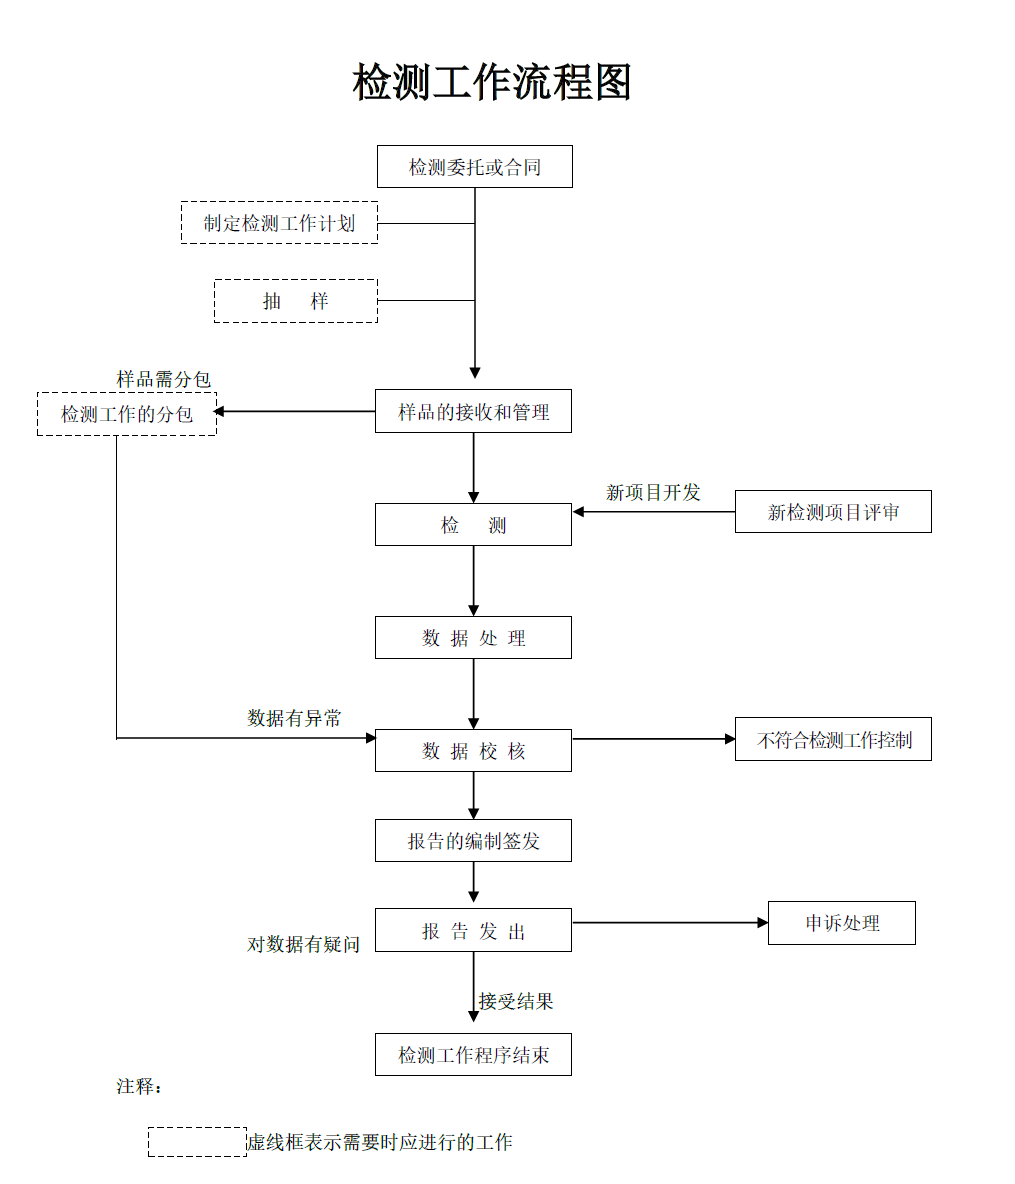 检测工作流程图
检测委托或合同
制定检测工作计划
抽 样
样品需分包
检测工作的分包
样品的接收和管理
新项目开发
新检测项目评审
检 测
数 据 处 理
数据有异常
数 据 校 核
不符合检测工作控制
报告的编制签发
报 告 发 出
申诉处理
对数据有疑问
接受结果
检测工作程序结束
注释：
虚线框表示需要时应进行的工作